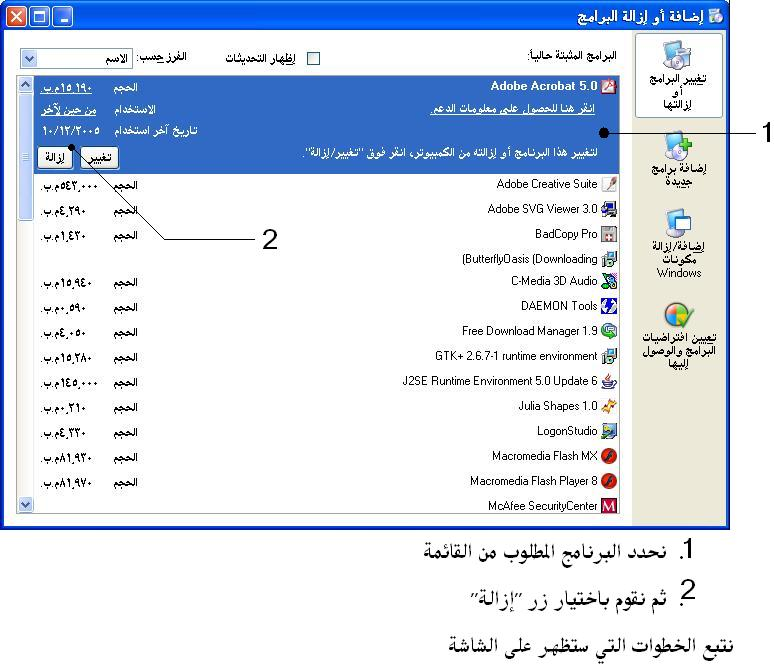 إضافة أو إزالة البرامج
تغيير البرامج
أو
إزالتها
إضافة برامج
جديدة
إضافة/إزالة
مكونات
Windows
تعيين افتراضيات
البرامج والوصول
إليها
البرامج المثبتة حالياً: إظهار التحديثات الفرز حسب: الاسم
Adobe Acrobat 5.0 الحجم ١٥,١٩٠م.ب.
انقر هنا للحصول على معلومات الدعم. الاستخدام من حين لآخر
تاريخ آخر استخدام ١٠/١٢/٢٠٠٥
لتغيير هذا البرنامج أو إزالته من الكمبيوتر، انقر فوق "تغيير/إزالة". تغيير إزالة
Adobe Creative Suite الحجم ٥٤٣,٠٠٠م.ب.
Adobe SVG Viewer 3.0 الحجم ٤,٢٩٠م.ب.
BadCopy Pro الحجم ١,٤٣٠م.ب.
(ButterflyOasis (Downloading
C-Media 3D Audio الحجم ١٥,٩٤٠م.ب.
DAEMON Tools الحجم ٠,٥٩٠م.ب.
Free Download Manager 1.9 الحجم ٤,٠٥٠م.ب.
GTK+ 2.6.7-1 runtime environment الحجم ١٥,٢٨٠م.ب.
J2SE Runtime Environment 5.0 Update 6 الحجم ١٤٥,٠٠٠م.ب.
Julia Shapes 1.0 الحجم ٠,٢١٠م.ب.
LogonStudio الحجم ٤,٣٣٠م.ب.
Macromedia Flash MX الحجم ٨١,٩٣٠م.ب.
Macromedia Flash Player 8 الحجم ٨١,٩٧٠م.ب.
McAfee SecurityCenter
1
2
1. نحدد البرنامج المطلوب من القائمة
2. ثم نقوم باختيار زر "إزالة"
نتبع الخطوات التي ستظهر على الشاشة